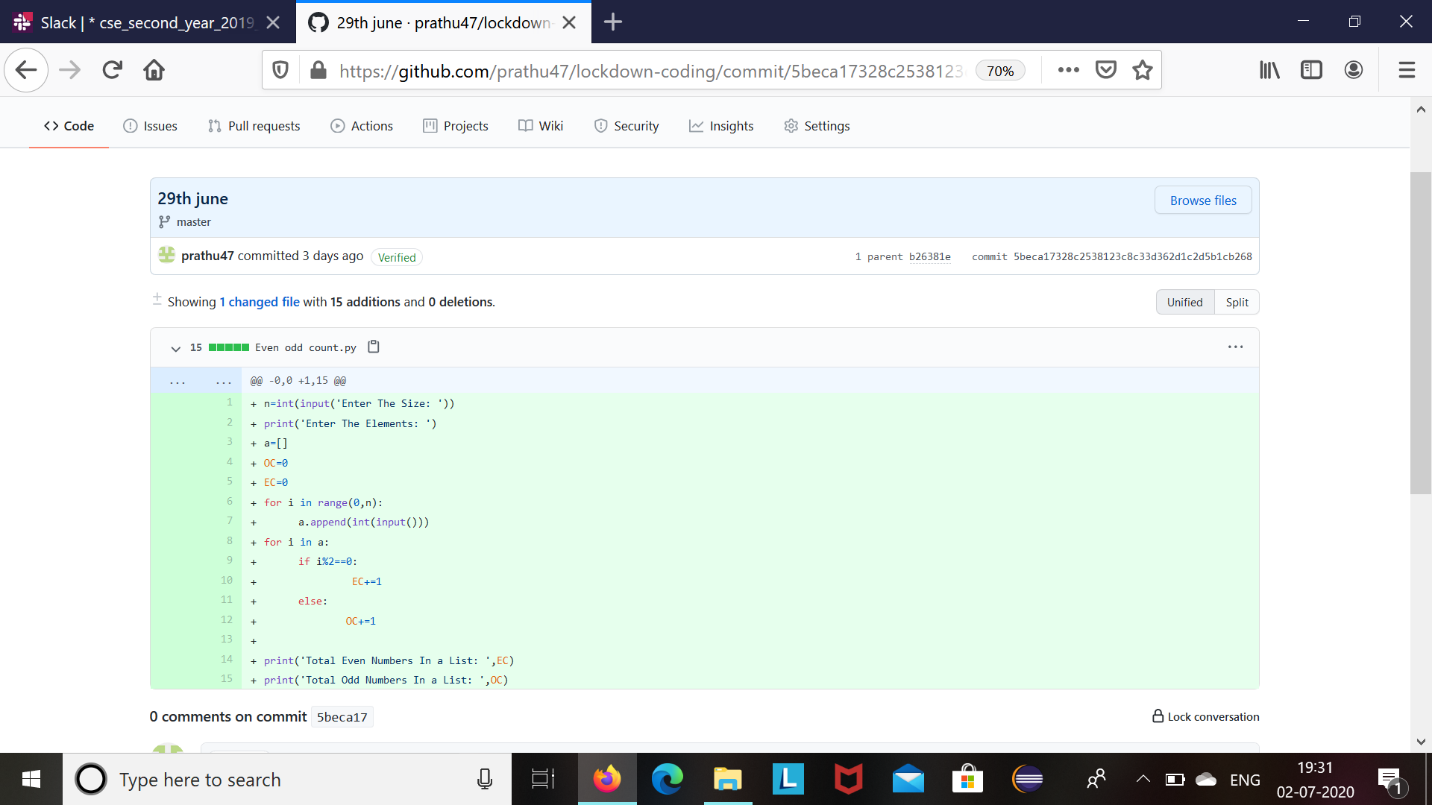 Slack | * cse_second_year_2019_
29th june · prathu47/lockdown-
https://github.com/prathu47/lockdown-coding/commit/5beca17328c2538123
70%
Code Issues Pull requests Actions Projects Wiki Security Insights Settings
29th june
Browse files
master
prathu47 committed 3 days ago Verified
1 parent b26381e commit 5beca17328c2538123c8c33d362d1c2d5b1cb268
Showing 1 changed file with 15 additions and 0 deletions.
Unified Split
15 Even odd count.py
... ... @@ -0,0 +1,15 @@
1 + n=int(input('Enter The Size: '))
2 + print('Enter The Elements: ')
3 + a=[]
4 + OC=0
5 + EC=0
6 + for i in range(0,n):
7 + a.append(int(input()))
8 + for i in a:
9 + if i%2==0:
10 + EC+=1
11 + else:
12 + OC+=1
13 +
14 + print('Total Even Numbers In a List: ',EC)
15 + print('Total Odd Numbers In a List: ',OC)
0 comments on commit 5beca17
Lock conversation
Type here to search
L
ENG
19:31
02-07-2020
1